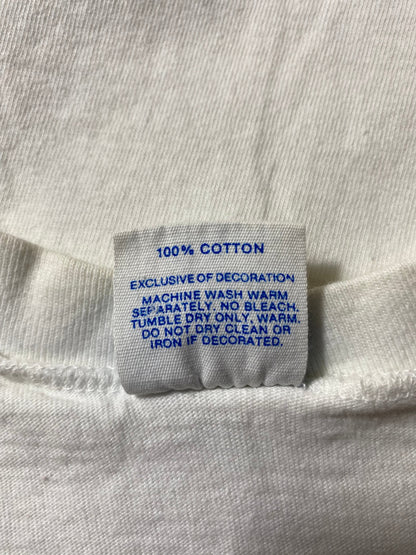 100% COTTON
EXCLUSIVE OF DECORATION
MACHINE WASH WARM
SEPARATELY. NO BLEACH.
TUMBLE DRY ONLY, WARM.
DO NOT DRY CLEAN OR
IRON IF DECORATED.